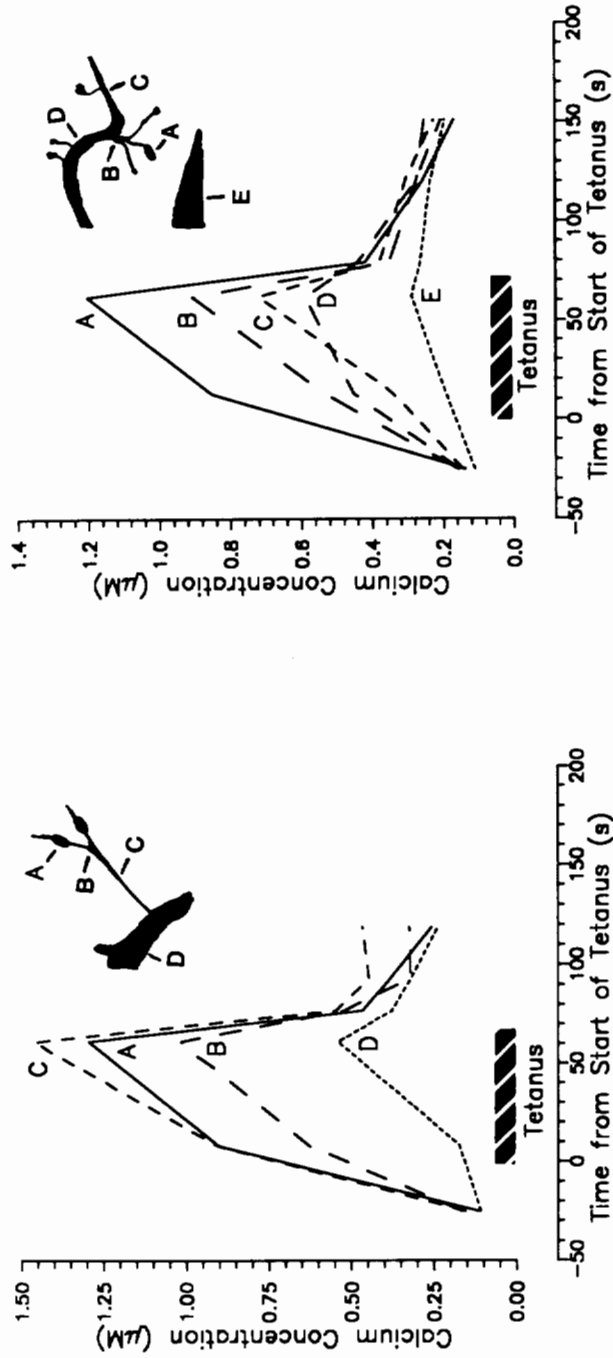 1.50
1.25
1.00
0.75
0.50
0.25
0.00
Calcium Concentration (μM)
C
A
B
D
A
B
C
D
Tetanus
−50 0 50 100 150 200
Time from Start of Tetanus (s)
1.4
1.2
1.0
0.8
0.6
0.4
0.2
0.0
Calcium Concentration (μM)
A
B
C
D
E
D
B
C
A
E
Tetanus
−50 0 50 100 150 200
Time from Start of Tetanus (s)